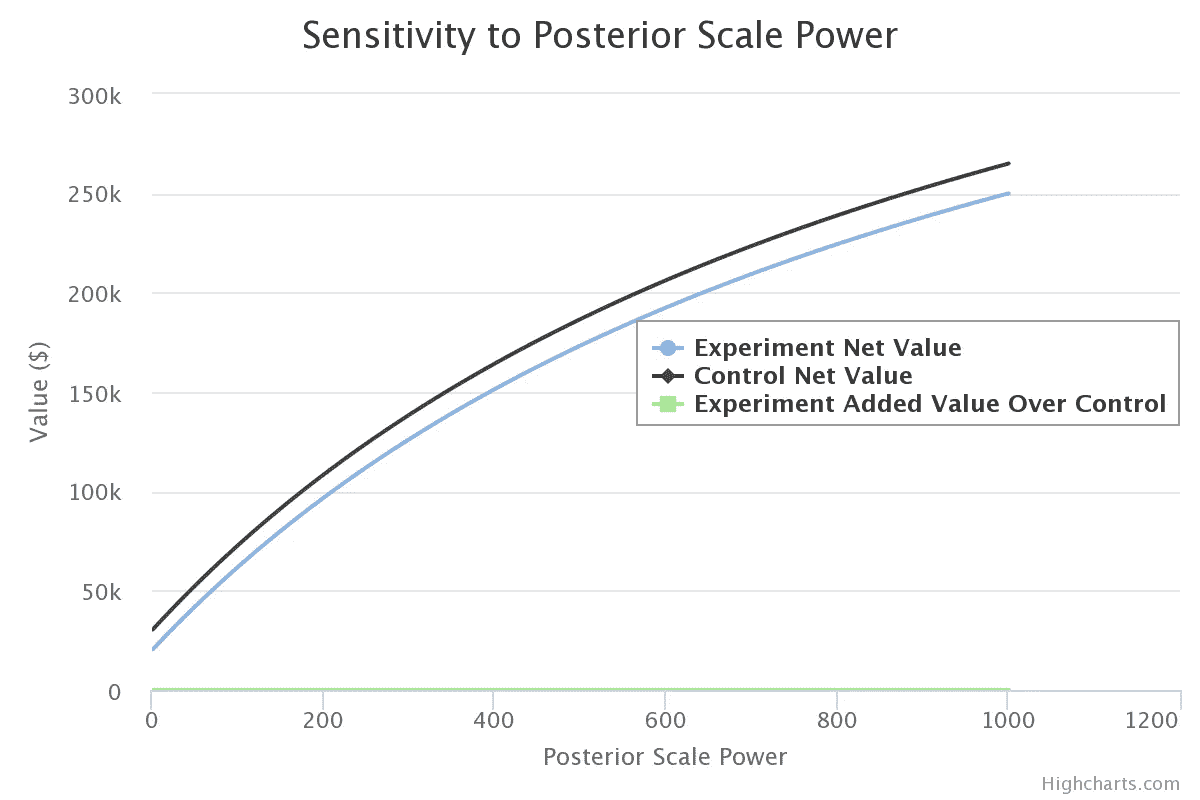 Sensitivity to Posterior Scale Power
300k
250k
200k
150k
100k
50k
0
Value ($)
Experiment Net Value
Control Net Value
Experiment Added Value Over Control
0 200 400 600 800 1000 1200
Posterior Scale Power
Highcharts.com